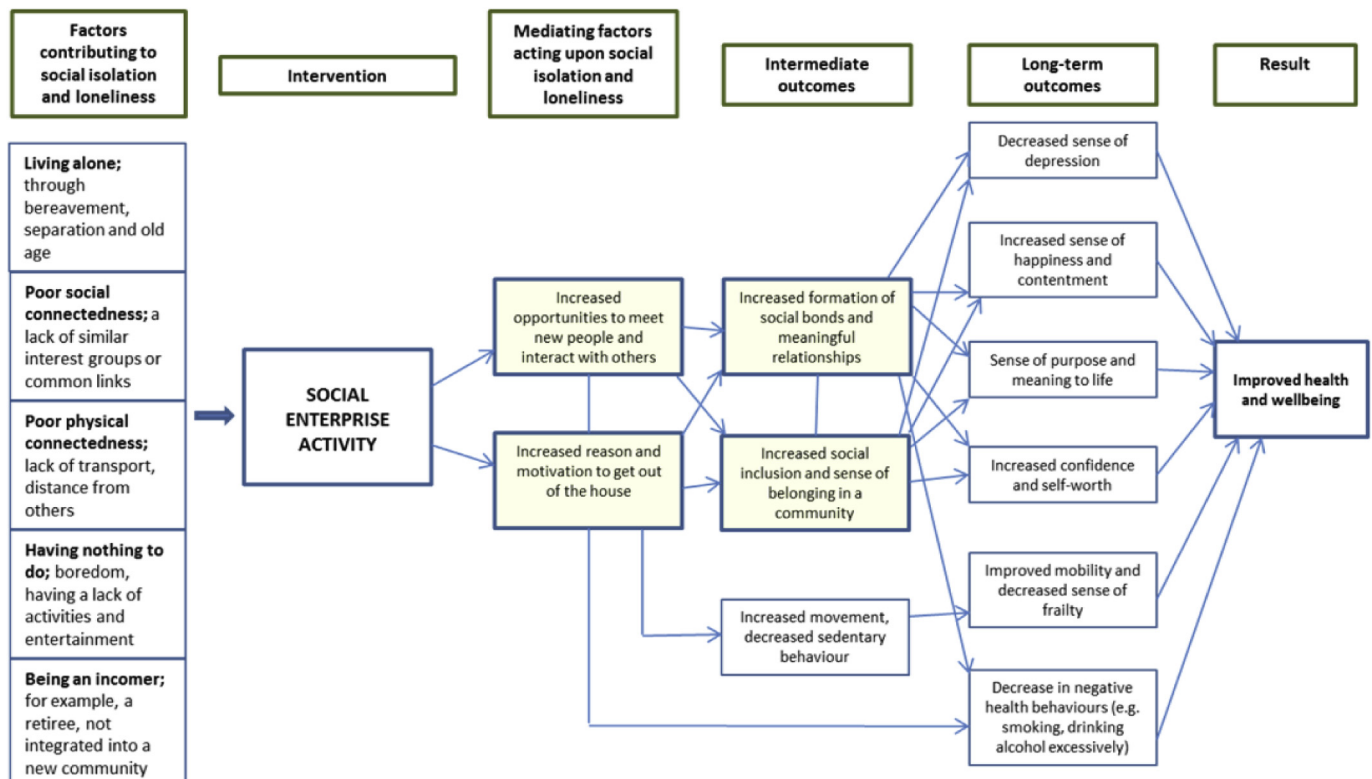 Factors
contributing to
social isolation
and loneliness
Intervention
Mediating factors
acting upon social
isolation and
loneliness
Intermediate
outcomes
Long-term
outcomes
Result
Living alone;
through
bereavement,
separation and old
age
Poor social
connectedness; a
lack of similar
interest groups or
common links
Poor physical
connectedness;
lack of transport,
distance from
others
Having nothing to
do; boredom,
having a lack of
activities and
entertainment
Being an incomer;
for example, a
retiree, not
integrated into a
new community
SOCIAL
ENTERPRISE
ACTIVITY
Increased
opportunities to meet
new people and
interact with others
Increased reason and
motivation to get out
of the house
Increased formation of
social bonds and
meaningful
relationships
Increased social
inclusion and sense of
belonging in a
community
Increased movement,
decreased sedentary
behaviour
Decreased sense of
depression
Increased sense of
happiness and
contentment
Sense of purpose and
meaning to life
Increased confidence
and self-worth
Improved mobility and
decreased sense of
frailty
Decrease in negative
health behaviours (e.g.
smoking, drinking
alcohol excessively)
Improved health
and wellbeing